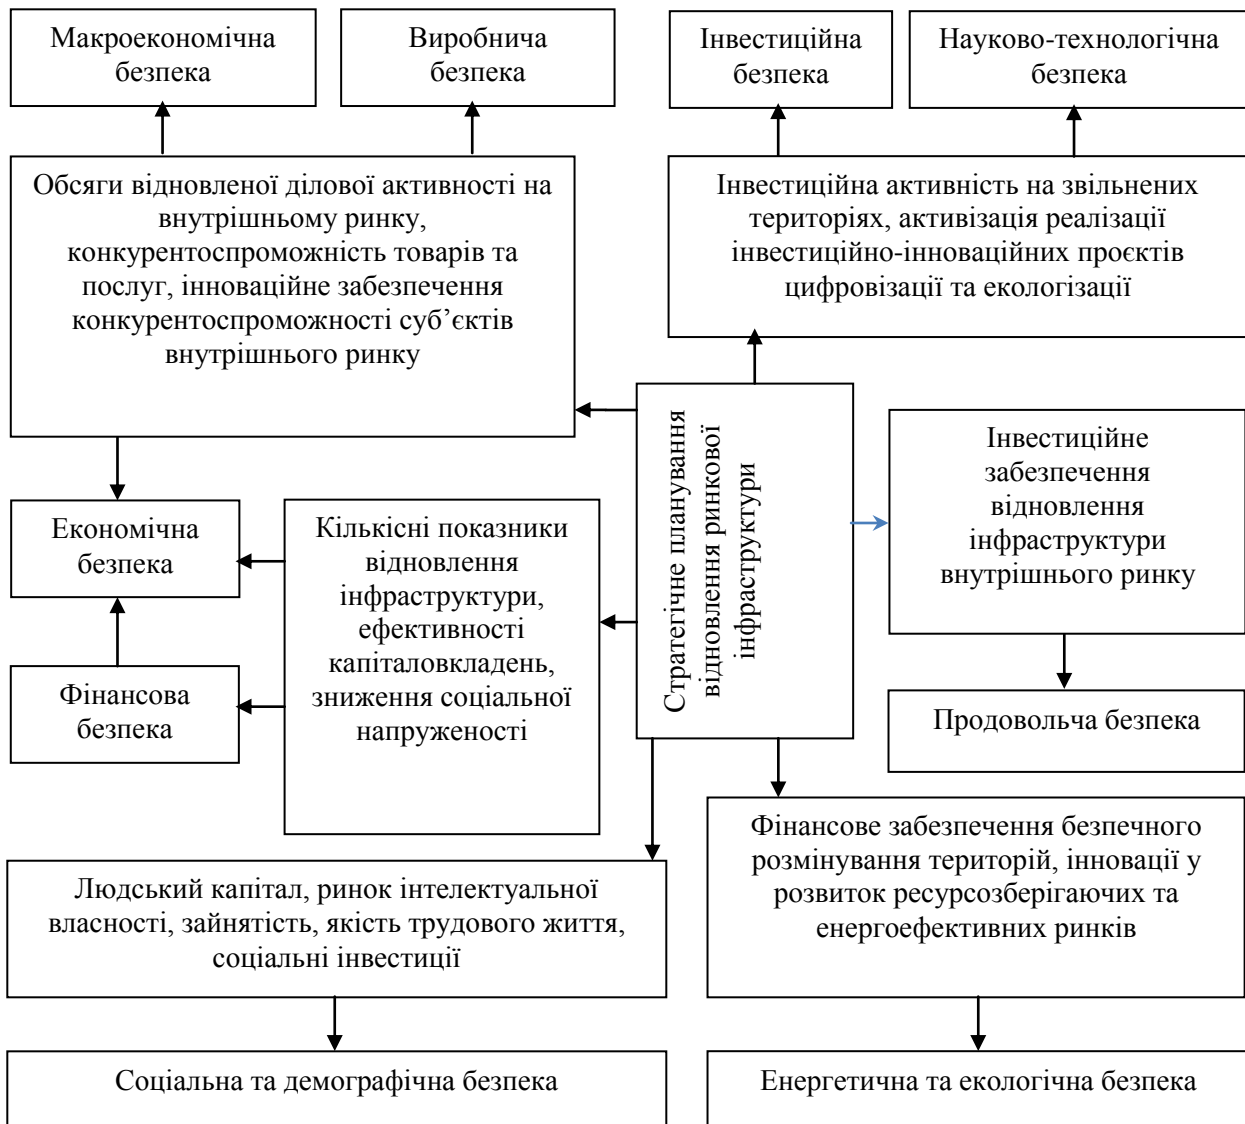 Макроекономічна
безпека
Виробнича
безпека
Інвестиційна
безпека
Науково-технологічна
безпека
Обсяги відновленої ділової активності на
внутрішньому ринку,
конкурентоспроможність товарів та
послуг, інноваційне забезпечення
конкурентоспроможності суб’єктів
внутрішнього ринку
Інвестиційна активність на звільнених
територіях, активізація реалізації
інвестиційно-інноваційних проєктів
цифровізації та екологізації
Стратегічне планування
відновлення ринкової
інфраструктури
Інвестиційне
забезпечення
відновлення
інфраструктури
внутрішнього ринку
Економічна
безпека
Кількісні показники
відновлення
інфраструктури,
ефективності
капіталовкладень,
зниження соціальної
напруженості
Фінансова
безпека
Продовольча безпека
Фінансове забезпечення безпечного
розмінування територій, інновації у
розвиток ресурсозберігаючих та
енергоефективних ринків
Людський капітал, ринок інтелектуальної
власності, зайнятість, якість трудового життя,
соціальні інвестиції
Соціальна та демографічна безпека
Енергетична та екологічна безпека